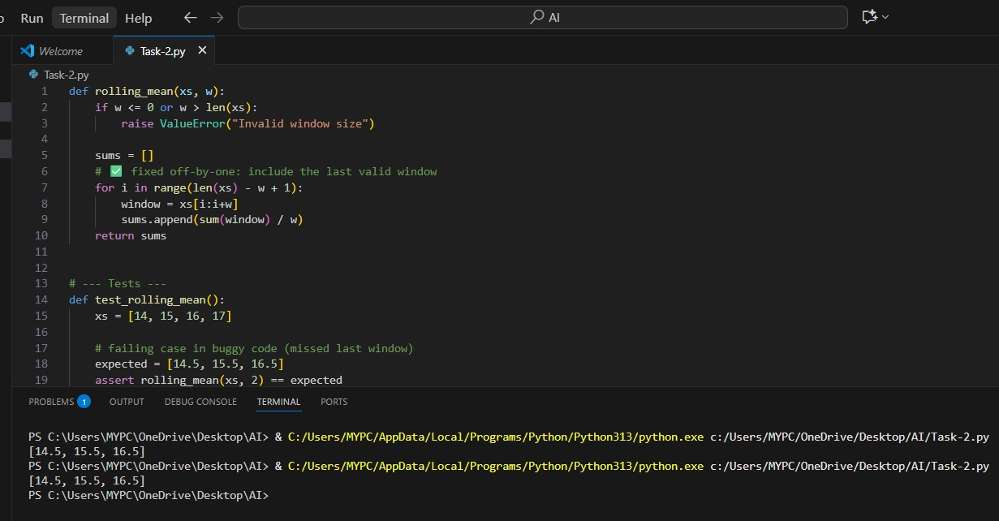 Run Terminal Help AI
Welcome Task-2.py
Task-2.py
1 def rolling_mean(xs, w):
2 if w <= 0 or w > len(xs):
3 raise ValueError("Invalid window size")
4
5 sums = []
6 # ✅ fixed off-by-one: include the last valid window
7 for i in range(len(xs) - w + 1):
8 window = xs[i:i+w]
9 sums.append(sum(window) / w)
10 return sums
11
12
13 # --- Tests ---
14 def test_rolling_mean():
15 xs = [14, 15, 16, 17]
16
17 # failing case in buggy code (missed last window)
18 expected = [14.5, 15.5, 16.5]
19 assert rolling_mean(xs, 2) == expected
PROBLEMS 1 OUTPUT DEBUG CONSOLE TERMINAL PORTS
PS C:\Users\MYPC\OneDrive\Desktop\AI> & C:/Users/MYPC/AppData/Local/Programs/Python/Python313/python.exe c:/Users/MYPC/OneDrive/Desktop/AI/Task-2.py
[14.5, 15.5, 16.5]
PS C:\Users\MYPC\OneDrive\Desktop\AI> & C:/Users/MYPC/AppData/Local/Programs/Python/Python313/python.exe c:/Users/MYPC/OneDrive/Desktop/AI/Task-2.py
[14.5, 15.5, 16.5]
PS C:\Users\MYPC\OneDrive\Desktop\AI>